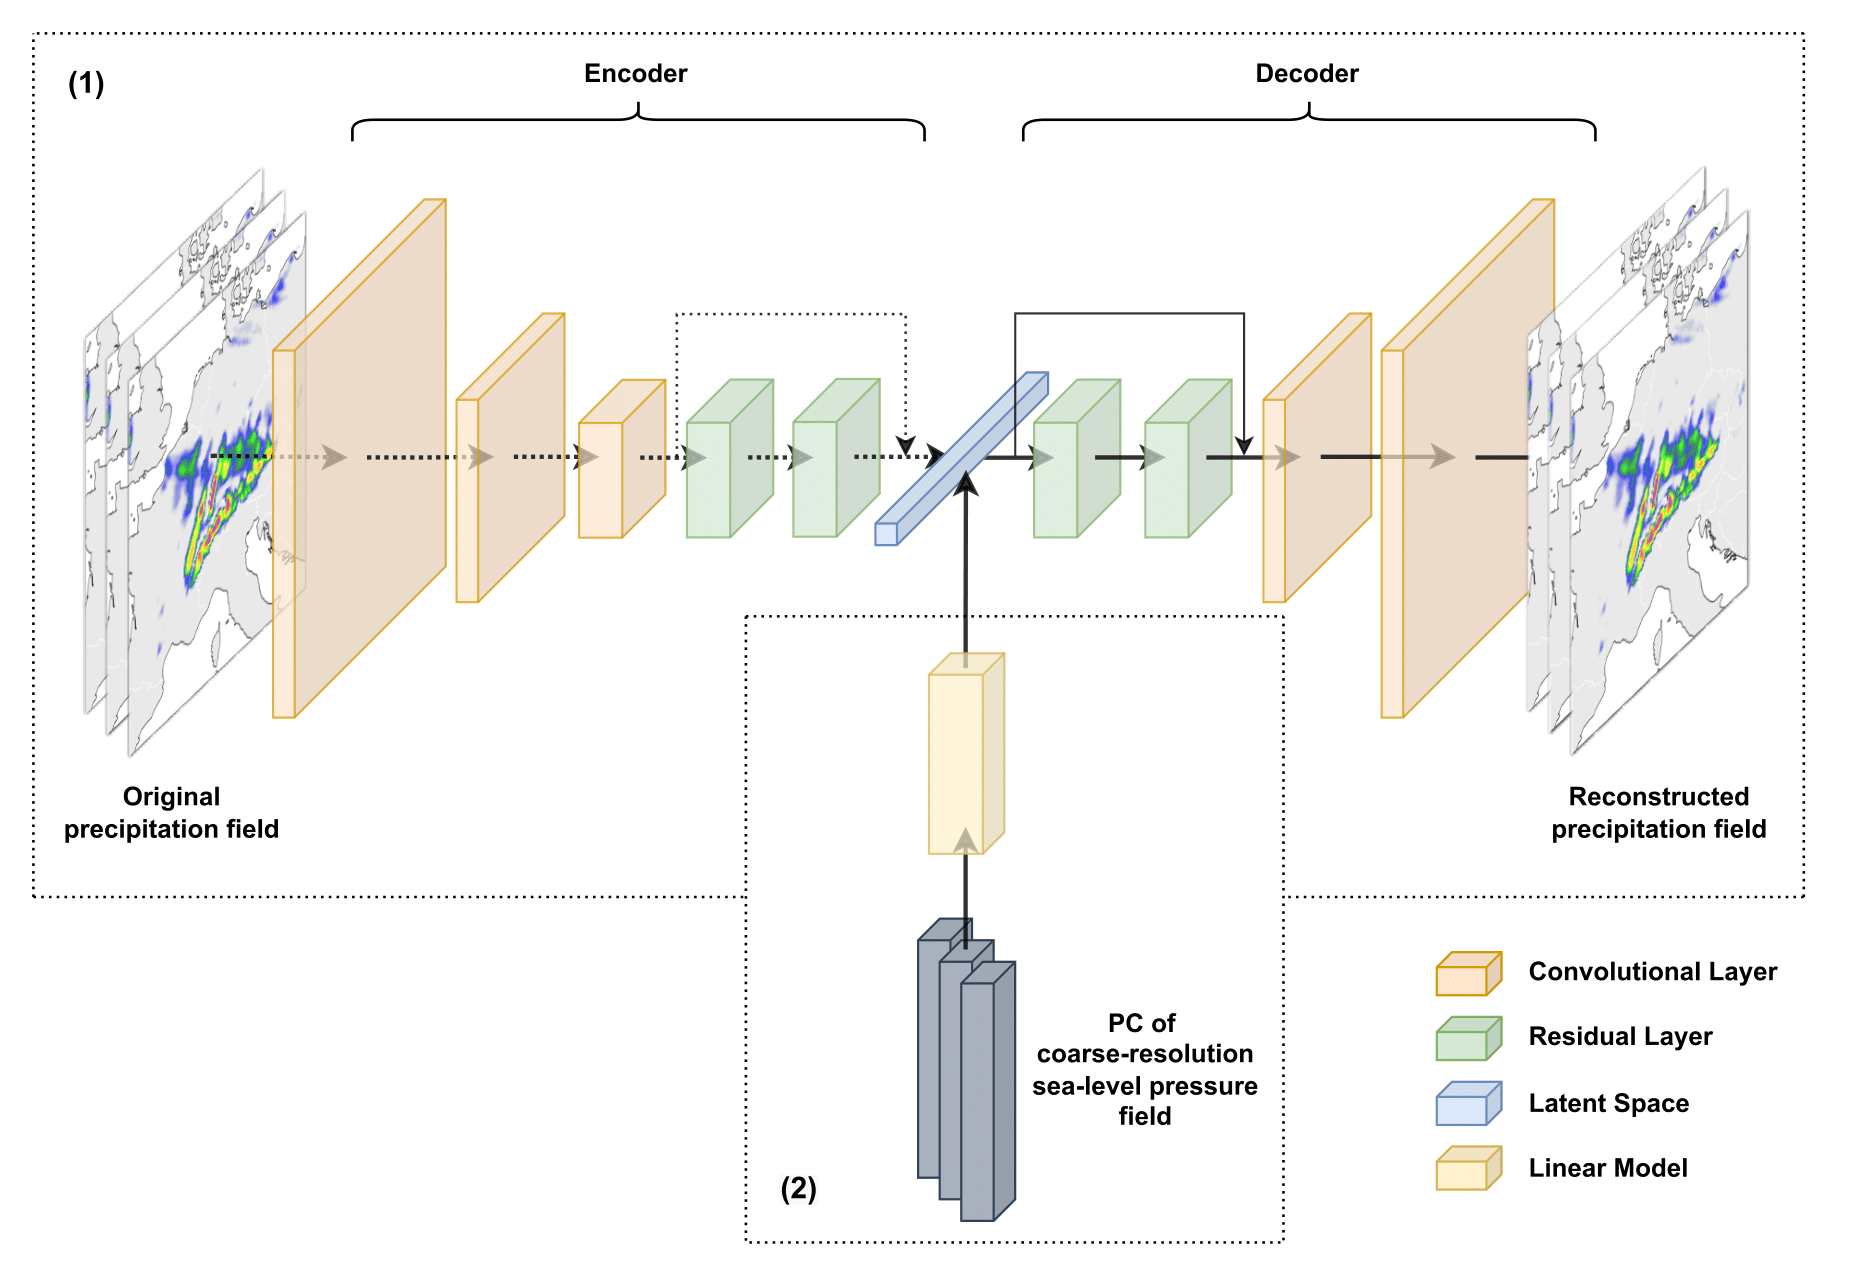 (1)
Encoder
Decoder
Original
precipitation field
Reconstructed
precipitation field
PC of
coarse-resolution
sea-level pressure
field
(2)
Convolutional Layer
Residual Layer
Latent Space
Linear Model